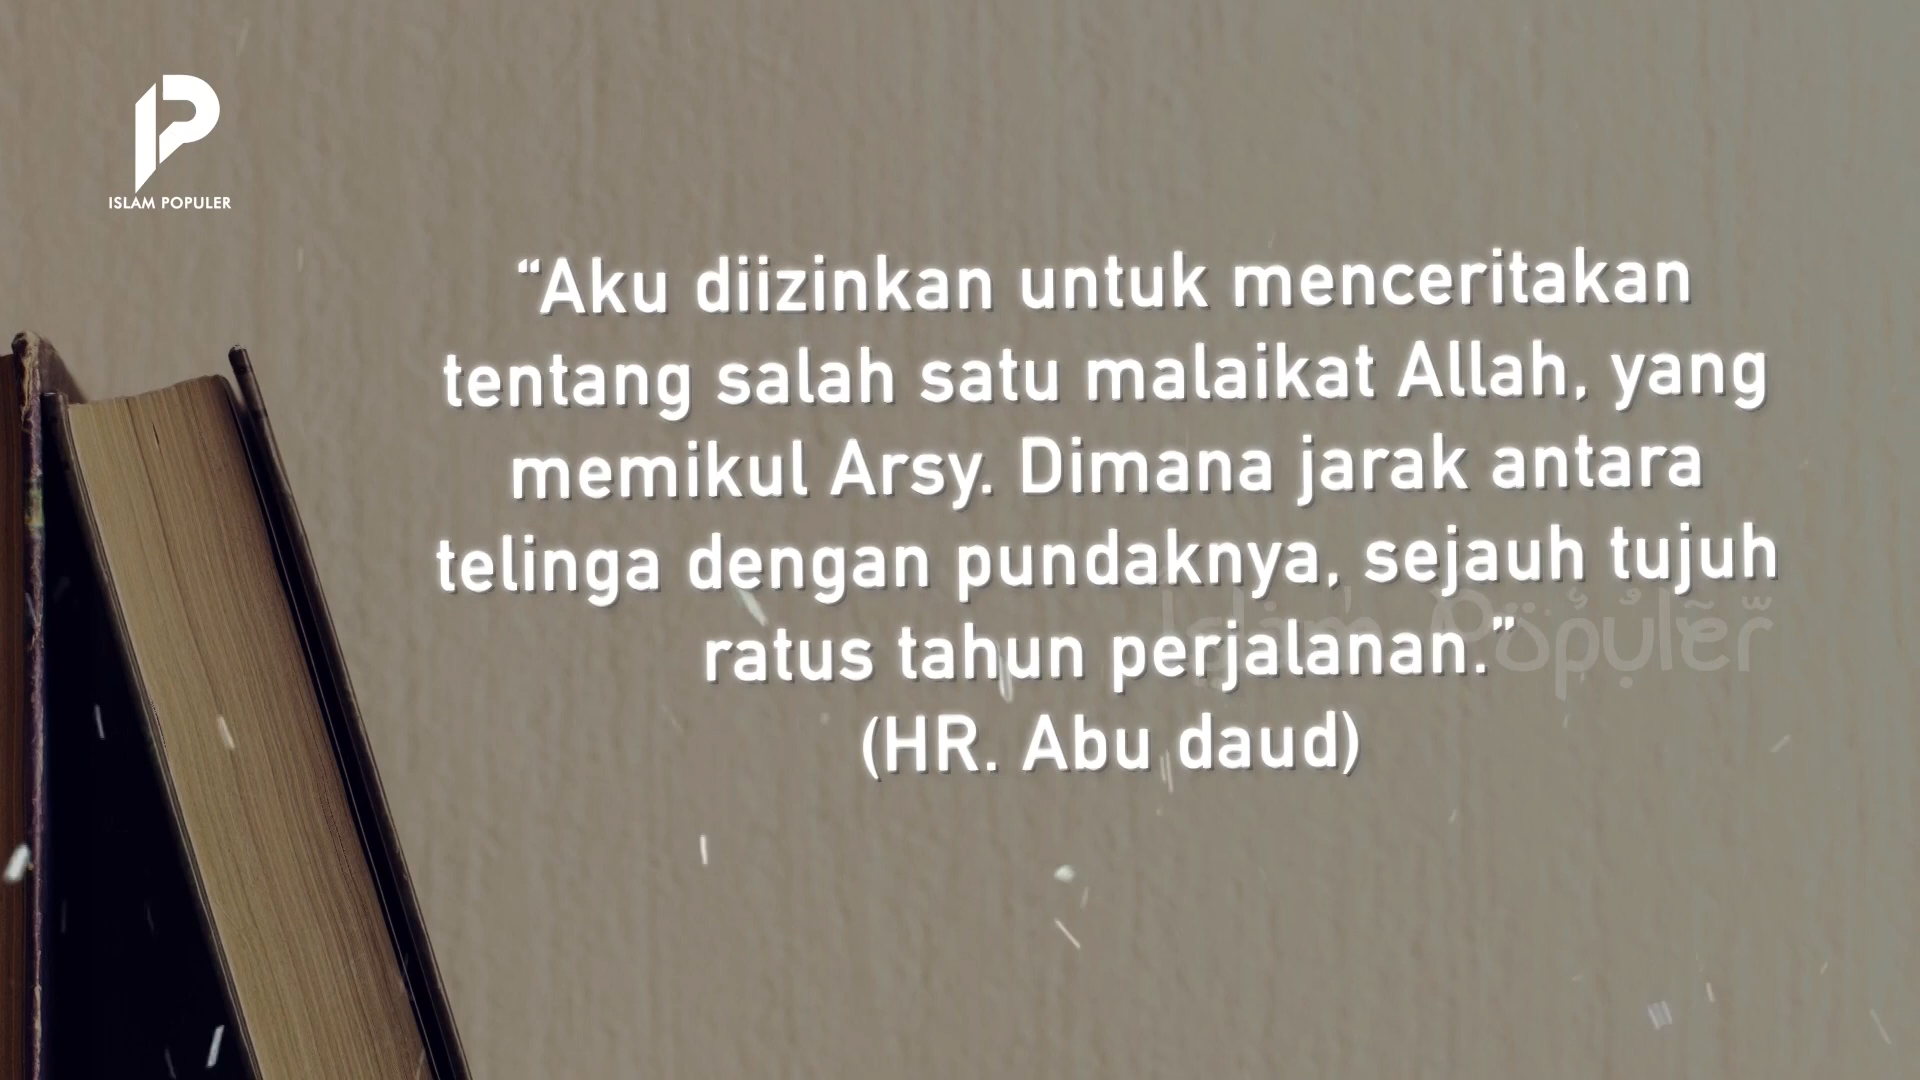 ISLAM POPULER
“Aku diizinkan untuk menceritakan
tentang salah satu malaikat Allah, yang
memikul Arsy. Dimana jarak antara
telinga dengan pundaknya, sejauh tujuh
ratus tahun perjalanan.”
Islam Populer
(HR. Abu daud)